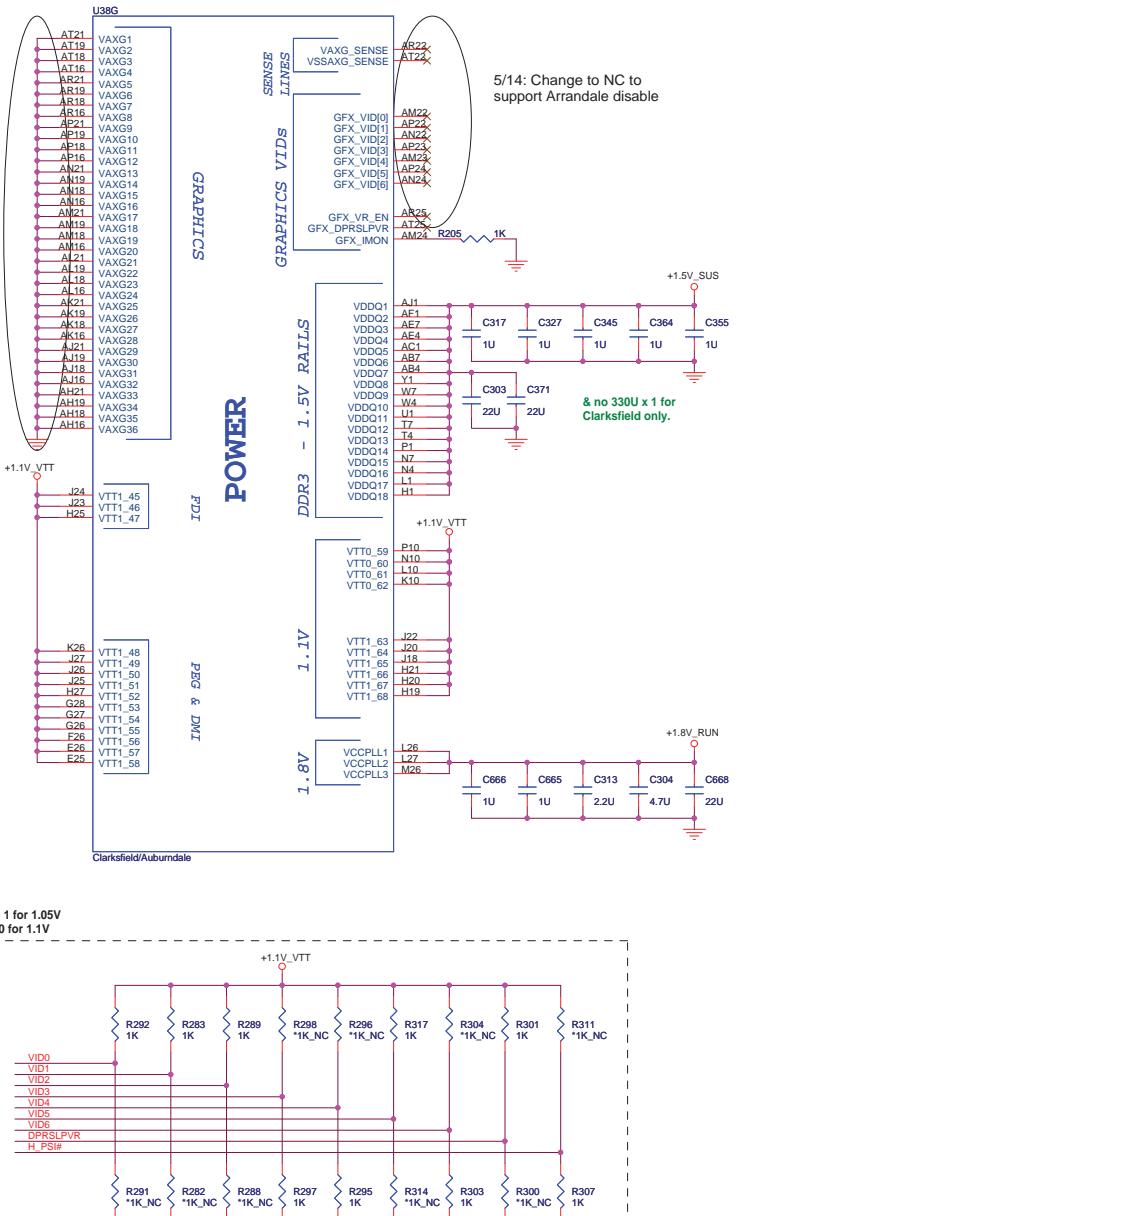 U38G
AT21 VAXG1
AT19 VAXG2
AT18 VAXG3
AT16 VAXG4
AR21 VAXG5
AR19 VAXG6
AR18 VAXG7
AR16 VAXG8
AP21 VAXG9
AP19 VAXG10
AP18 VAXG11
AP16 VAXG12
AN21 VAXG13
AN19 VAXG14
AN18 VAXG15
AN16 VAXG16
AM21 VAXG17
AM19 VAXG18
AM18 VAXG19
AM16 VAXG20
AL21 VAXG21
AL19 VAXG22
AL18 VAXG23
AL16 VAXG24
AK21 VAXG25
AK19 VAXG26
AK18 VAXG27
AK16 VAXG28
AJ21 VAXG29
AJ19 VAXG30
AJ18 VAXG31
AJ16 VAXG32
AH21 VAXG33
AH19 VAXG34
AH18 VAXG35
AH16 VAXG36
GRAPHICS
POWER
SENSE
LINES
VAXG_SENSE AR22
VSSAXG_SENSE AT22
5/14: Change to NC to
support Arrandale disable
GRAPHICS VIDs
GFX_VID[0] AM22
GFX_VID[1] AP22
GFX_VID[2] AN22
GFX_VID[3] AP23
GFX_VID[4] AM23
GFX_VID[5] AP24
GFX_VID[6] AN24
GFX_VR_EN AR25
GFX_DPRSLPVR AT25
GFX_IMON AM24
R205 1K
DDR3 - 1.5V RAILS
VDDQ1 AJ1
VDDQ2 AF1
VDDQ3 AE7
VDDQ4 AE4
VDDQ5 AC1
VDDQ6 AB7
VDDQ7 AB4
VDDQ8 Y1
VDDQ9 W7
VDDQ10 W4
VDDQ11 U1
VDDQ12 T7
VDDQ13 T4
VDDQ14 P1
VDDQ15 N7
VDDQ16 N4
VDDQ17 L1
VDDQ18 H1
+1.5V_SUS
C317 C327 C345 C364 C355
1U 1U 1U 1U 1U
C303 C371
22U 22U
& no 330U x 1 for
Clarksfield only.
+1.1V_VTT
J24 VTT1_45
J23 VTT1_46
H25 VTT1_47
FDI
K26 VTT1_48
J27 VTT1_49
J26 VTT1_50
J25 VTT1_51
H27 VTT1_52
G28 VTT1_53
G27 VTT1_54
G26 VTT1_55
F26 VTT1_56
E26 VTT1_57
E25 VTT1_58
PEG & DMI
+1.1V_VTT
1.1V
VTT0_59 P10
VTT0_60 N10
VTT0_61 L10
VTT0_62 K10
VTT1_63 J22
VTT1_64 J20
VTT1_65 J18
VTT1_66 H21
VTT1_67 H20
VTT1_68 H19
1.8V
VCCPLL1 L26
VCCPLL2 L27
VCCPLL3 M26
+1.8V_RUN
C666 C665 C313 C304 C668
1U 1U 2.2U 4.7U 22U
Clarksfield/Auburndale
1 for 1.05V
0 for 1.1V
+1.1V_VTT
R292 R283 R289 R298 R296 R317 R304 R301 R311
1K 1K 1K *1K_NC *1K_NC 1K *1K_NC 1K *1K_NC
VID0
VID1
VID2
VID3
VID4
VID5
VID6
DPRSLPVR
H_PSI#
R291 R282 R288 R297 R295 R314 R303 R300 R307
*1K_NC *1K_NC *1K_NC 1K 1K *1K_NC 1K *1K_NC 1K